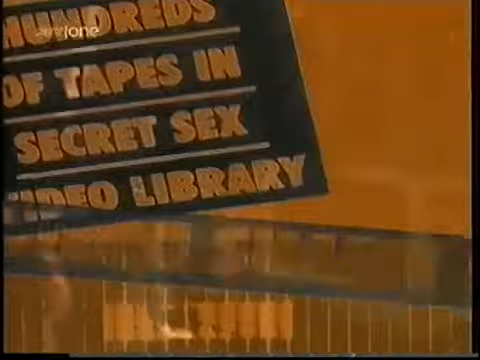 HUNDREDS
OF TAPES IN
SECRET SEX
VIDEO LIBRARY